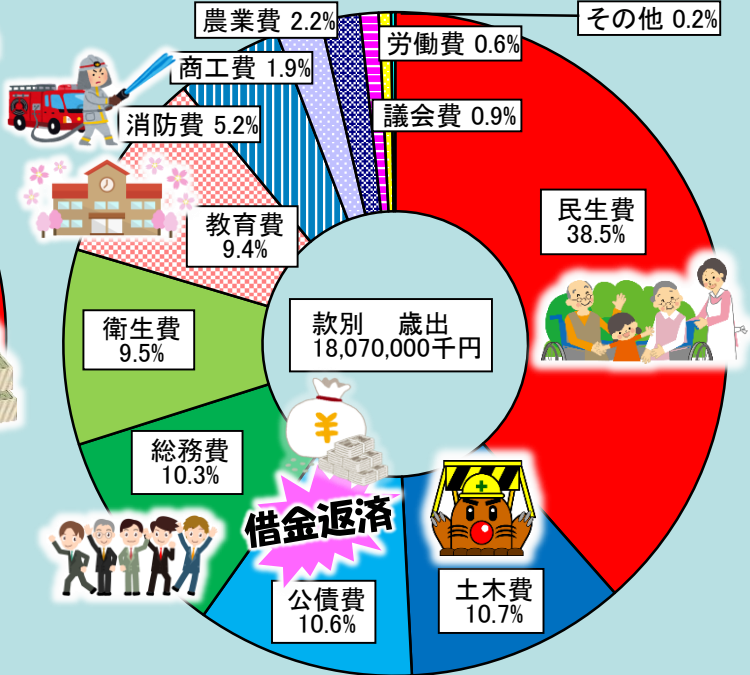 農業費 2.2%
その他 0.2%
商工費 1.9%
労働費 0.6%
消防費 5.2%
議会費 0.9%
民生費
38.5%
教育費
9.4%
衛生費
9.5%
款別 歳出
18,070,000千円
¥
総務費
10.3%
借金返済
公債費
10.6%
土木費
10.7%